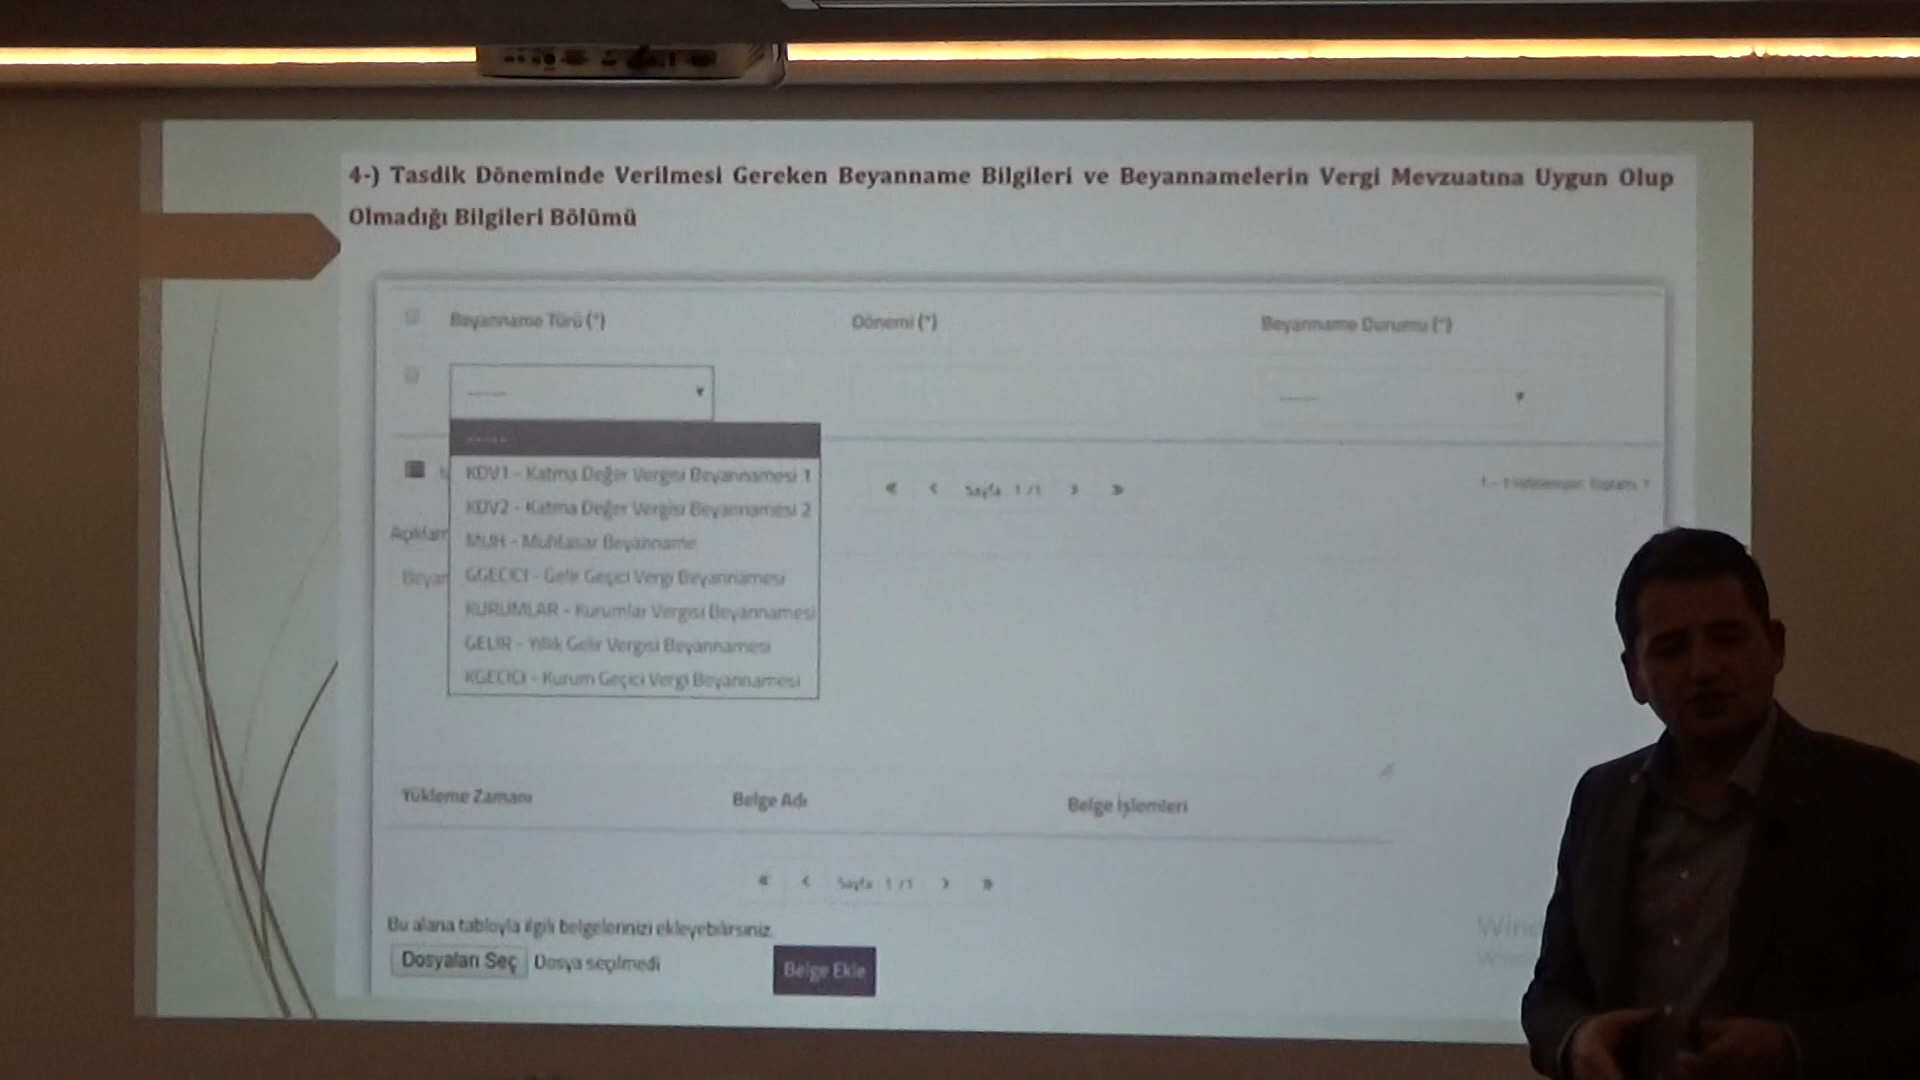 4-) Tasdik Döneminde Verilmesi Gereken Beyanname Bilgileri ve Beyannamelerin Vergi Mevzuatına Uygun Olup
Olmadığı Bilgileri Bölümü
Beyanname Türü (*) Dönemi (*) Beyanname Durumu (*)
------ ------
------
KDV1 - Katma Değer Vergisi Beyannamesi 1
KDV2 - Katma Değer Vergisi Beyannamesi 2
« ‹ Sayfa 1 /1 › »
MUH - Muhtasar Beyanname
GGECICI - Gelir Geçici Vergi Beyannamesi
KURUMLAR - Kurumlar Vergisi Beyannamesi
GELIR - Yıllık Gelir Vergisi Beyannamesi
KGECICI - Kurum Geçici Vergi Beyannamesi
Yükleme Zamanı Belge Adı Belge İşlemleri
« ‹ Sayfa 1 /1 › »
Bu alana tabloyla ilgili belgelerinizi ekleyebilirsiniz.
Dosyaları Seç Dosya seçilmedi Belge Ekle